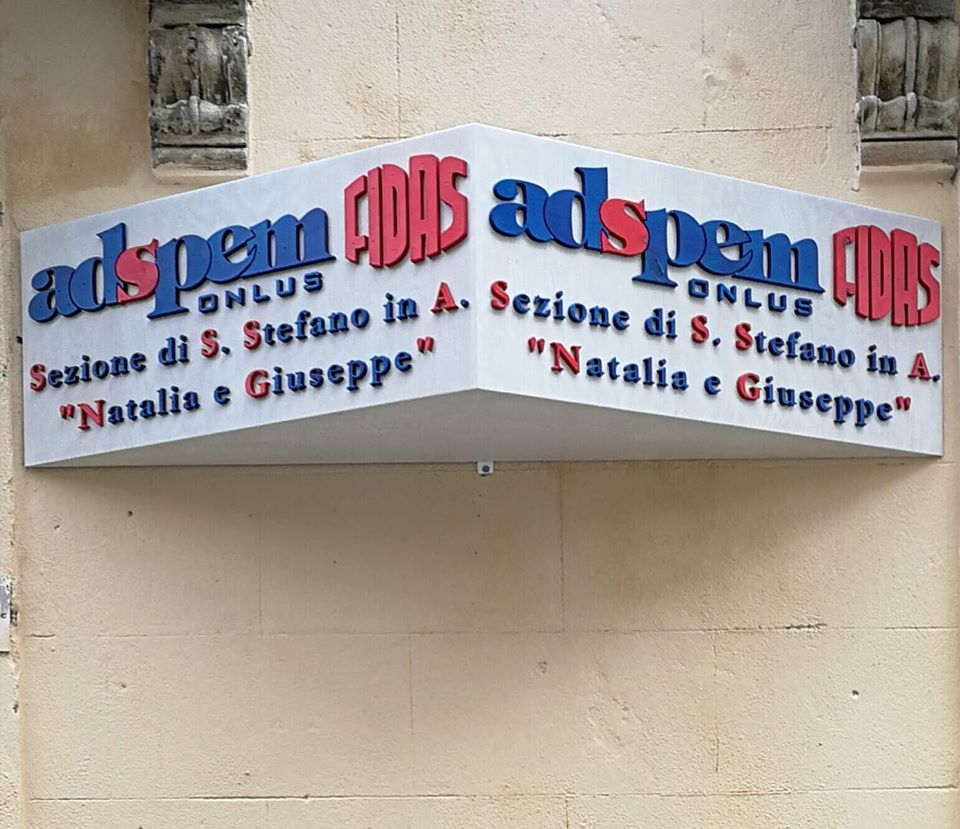 adspem FIDAS
ONLUS
Sezione di S. Stefano in A.
"Natalia e Giuseppe"
adspem FIDAS
ONLUS
Sezione di S. Stefano in A.
"Natalia e Giuseppe"